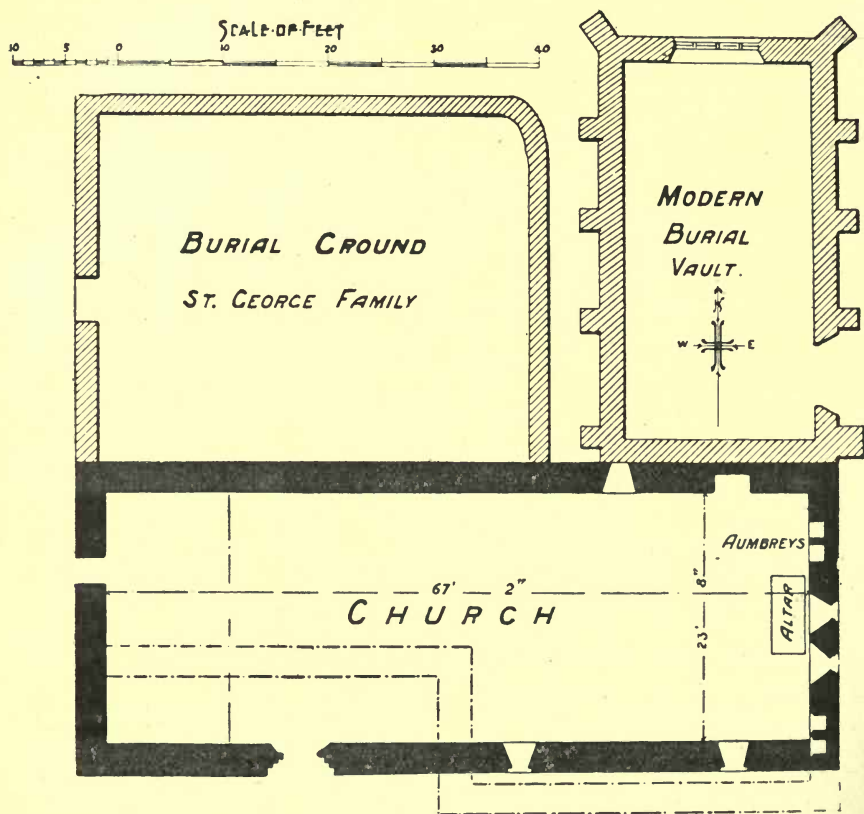 SCALE·OF·FEET
10 5 0 10 20 30 40
BURIAL GROUND
ST. GEORGE FAMILY
MODERN
BURIAL
VAULT.
N
W E
AUMBREYS
67' 2"
23' 8"
CHURCH
ALTAR